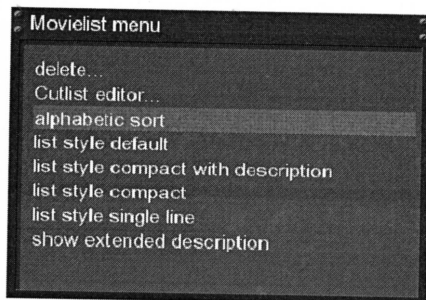 Movielist menu
delete...
Cutlist editor...
alphabetic sort
list style default
list style compact with description
list style compact
list style single line
show extended description